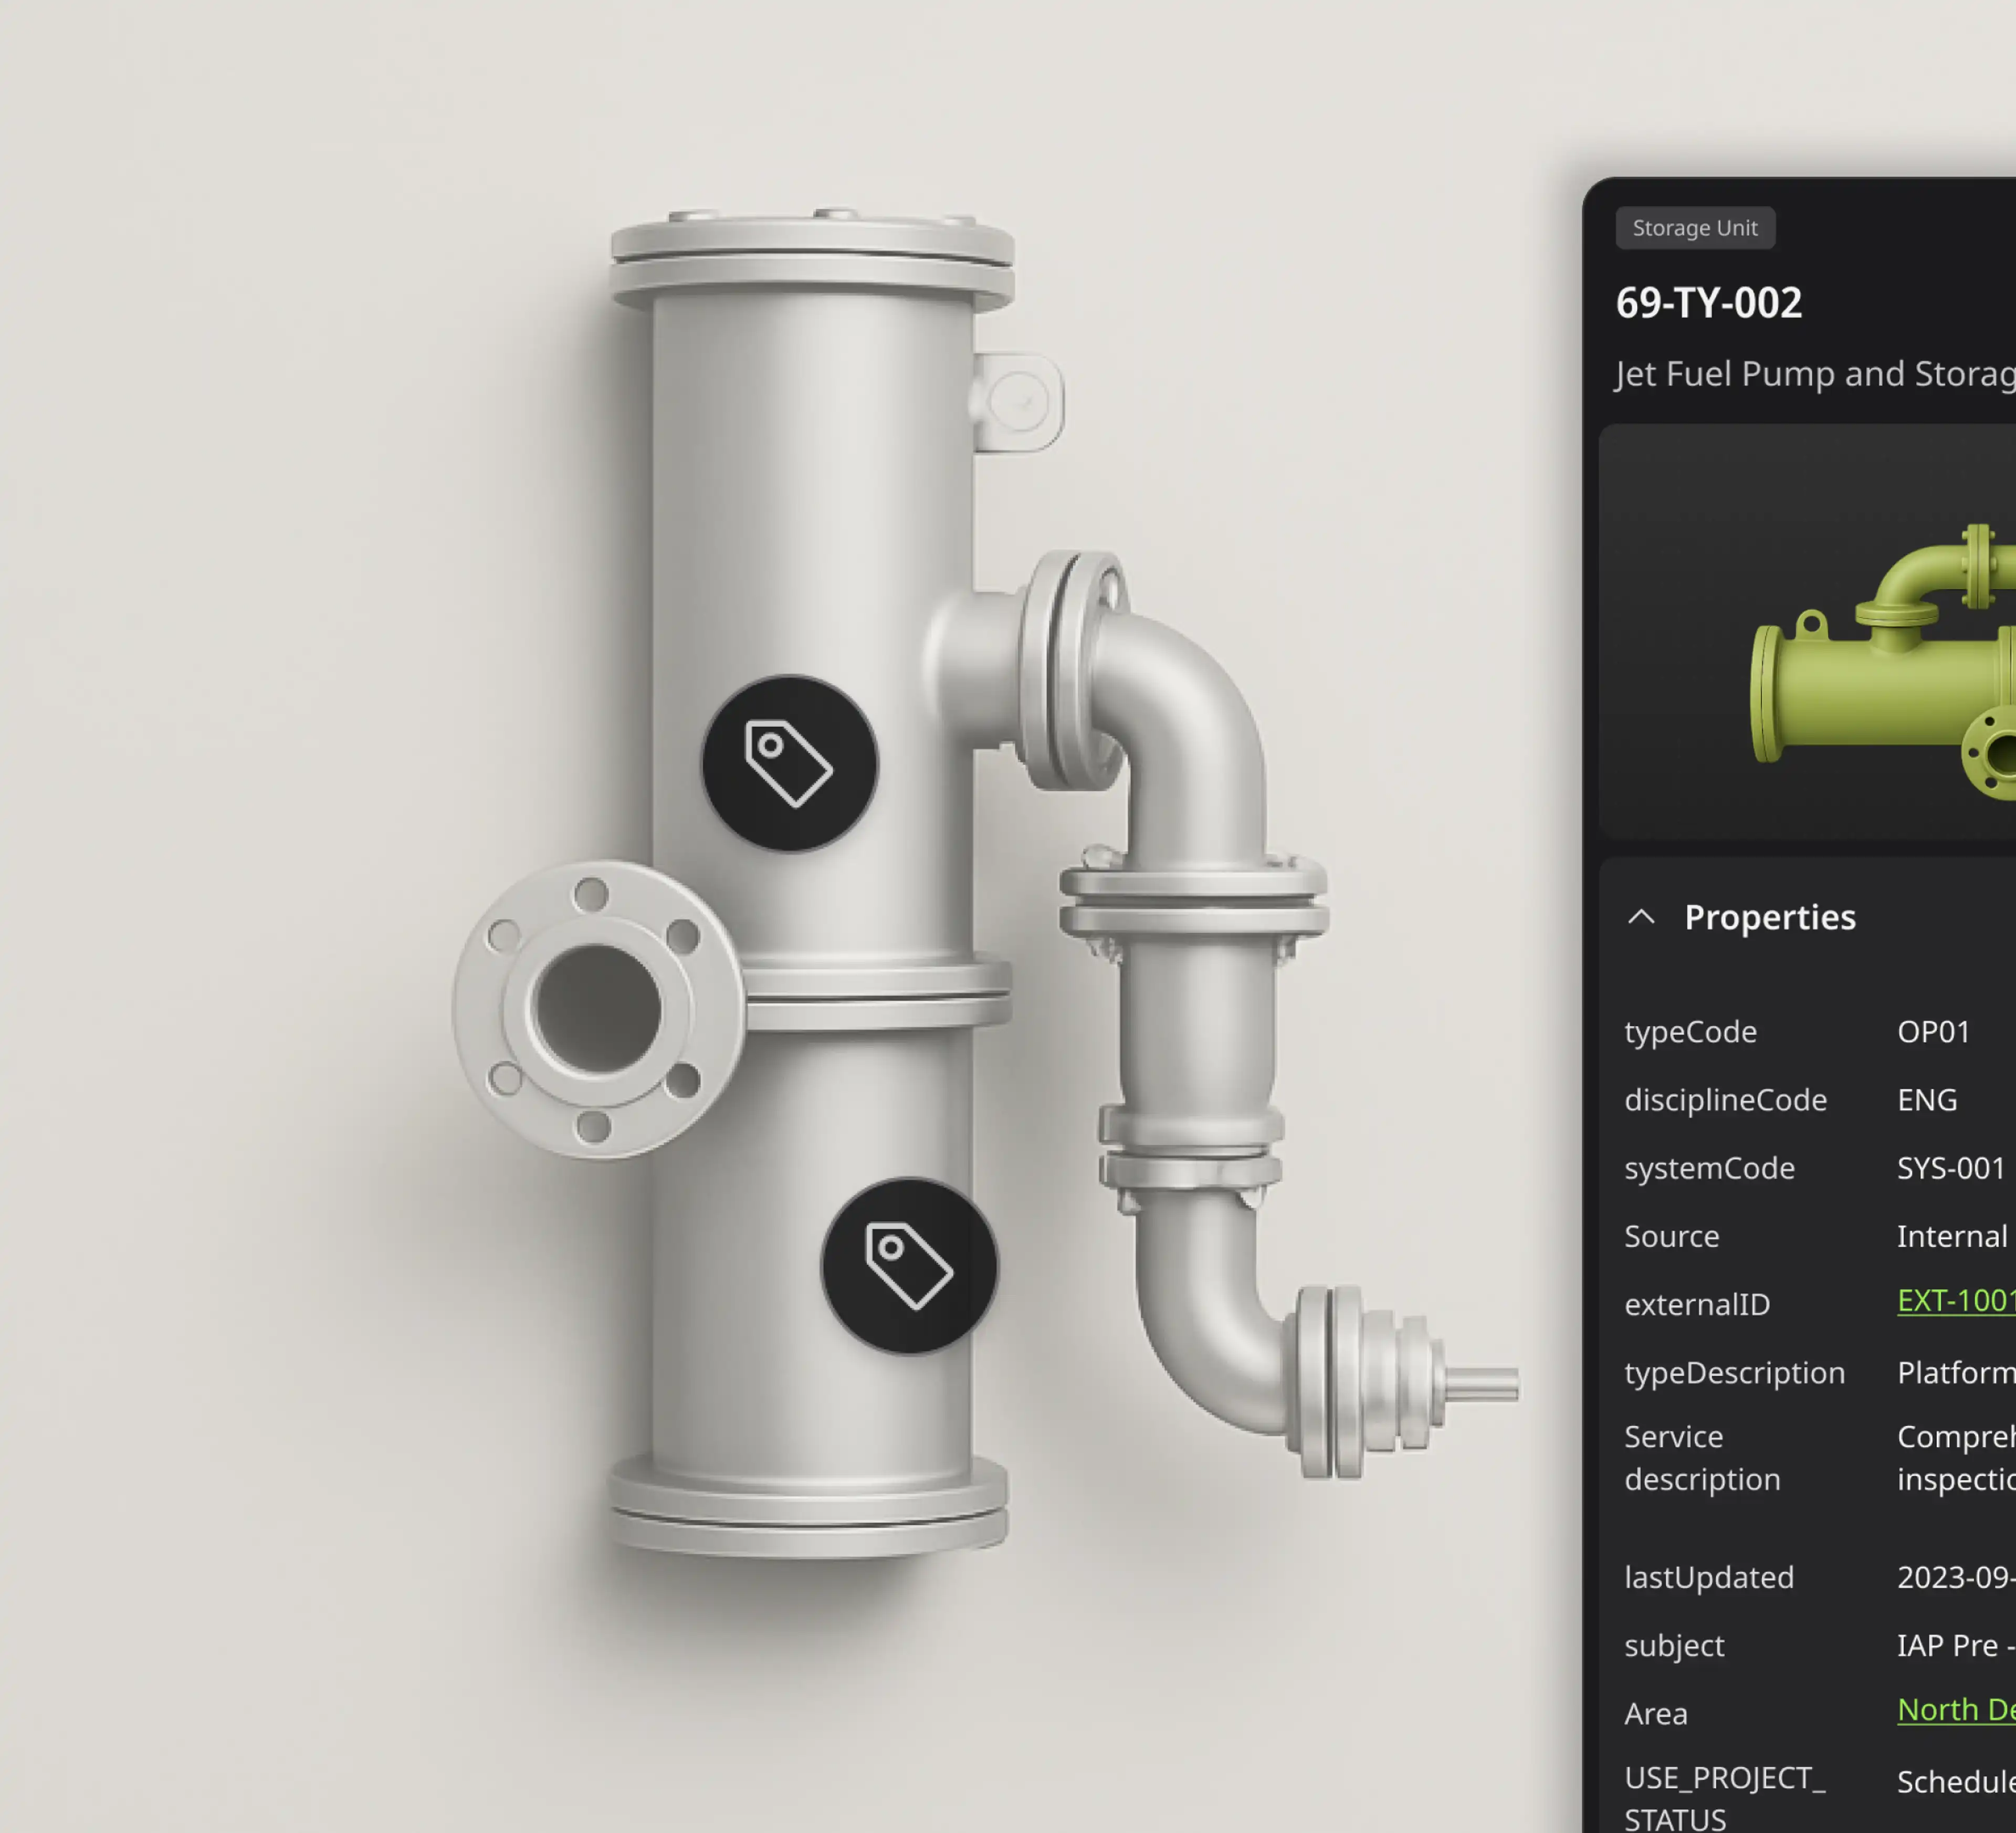 Storage Unit
69-TY-002
Jet Fuel Pump and Storag
Properties
typeCode OP01
disciplineCode ENG
systemCode SYS-001
Source Internal
externalID EXT-1001
typeDescription Platform
Service Compreh
description inspectio
lastUpdated 2023-09-
subject IAP Pre -
Area North De
USE_PROJECT_ Schedule
STATUS